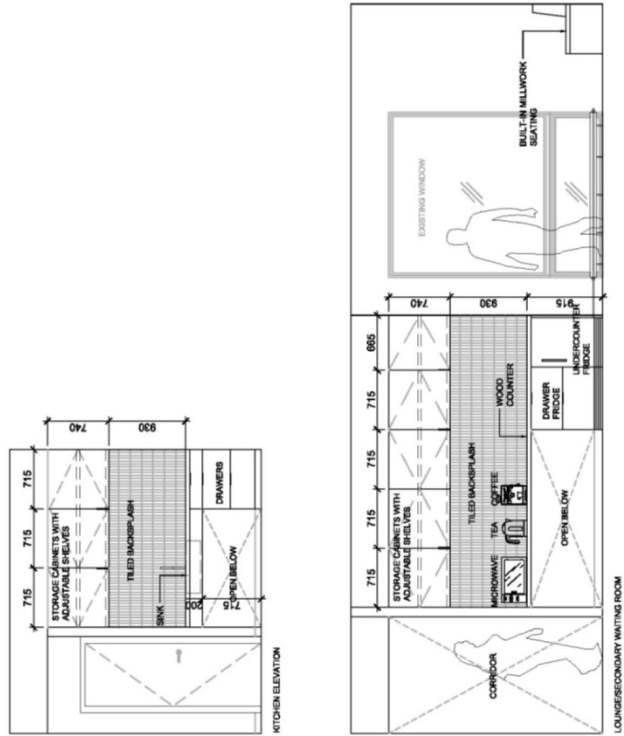 740
930
715
715
715
STORAGE CABINETS WITH
ADJUSTABLE SHELVES
TILED BACKSPLASH
SINK
200
715
DRAWERS
OPEN BELOW
KITCHEN ELEVATION
740
930
915
665
715
715
715
715
STORAGE CABINETS WITH
ADJUSTABLE SHELVES
TILED BACKSPLASH
MICROWAVE
TEA
COFFEE
WOOD
COUNTER
DRAWER
FRIDGE
UNDERCOUNTER
FRIDGE
OPEN BELOW
CORRIDOR
EXISTING WINDOW
BUILT-IN MILLWORK
SEATING
LOUNGE/SECONDARY WAITING ROOM